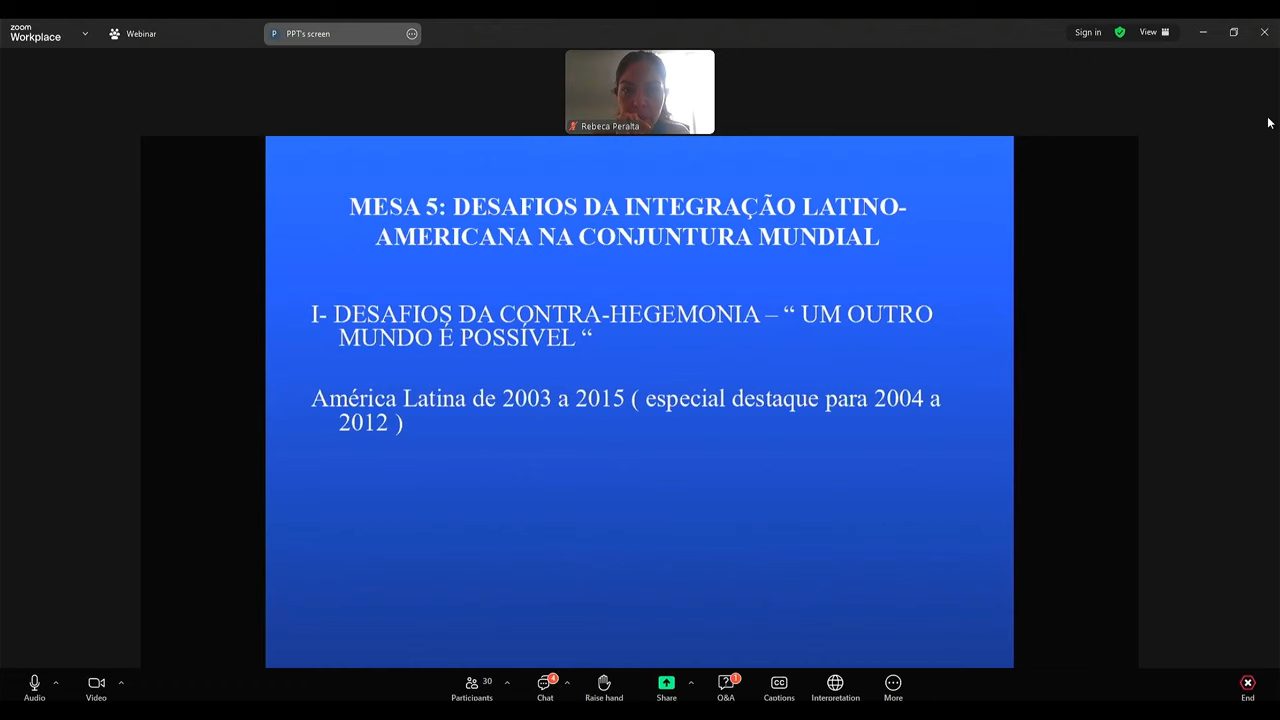 zoom
Workplace
Webinar
P PPT's screen
Sign in
View
Rebeca Peralta
MESA 5: DESAFIOS DA INTEGRAÇÃO LATINO-
AMERICANA NA CONJUNTURA MUNDIAL
I- DESAFIOS DA CONTRA-HEGEMONIA – “ UM OUTRO
MUNDO É POSSÍVEL “
América Latina de 2003 a 2015 ( especial destaque para 2004 a
2012 )
Audio
Video
30
Participants
4
Chat
Raise hand
Share
1
Q&A
CC
Captions
Interpretation
More
End